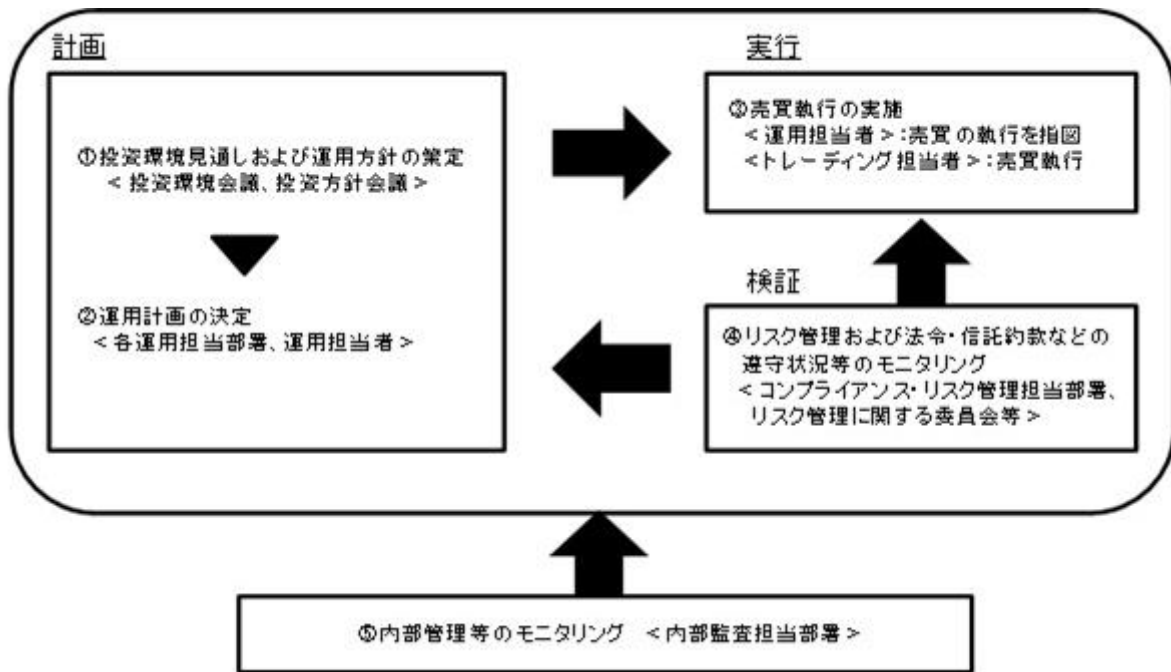 計画
①投資環境見通しおよび運用方針の策定
＜投資環境会議、投資方針会議＞
②運用計画の決定
＜各運用担当部署、運用担当者＞
実行
③売買執行の実施
＜運用担当者＞:売買の執行を指図
＜トレーディング担当者＞:売買執行
検証
④リスク管理および法令・信託約款などの
遵守状況等のモニタリング
＜コンプライアンス・リスク管理担当部署、
リスク管理に関する委員会等＞
⑤内部管理等のモニタリング ＜内部監査担当部署＞